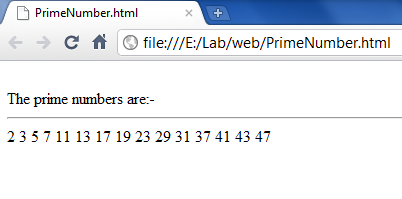 PrimeNumber.html
file:///E:/Lab/web/PrimeNumber.html
The prime numbers are:-
2 3 5 7 11 13 17 19 23 29 31 37 41 43 47